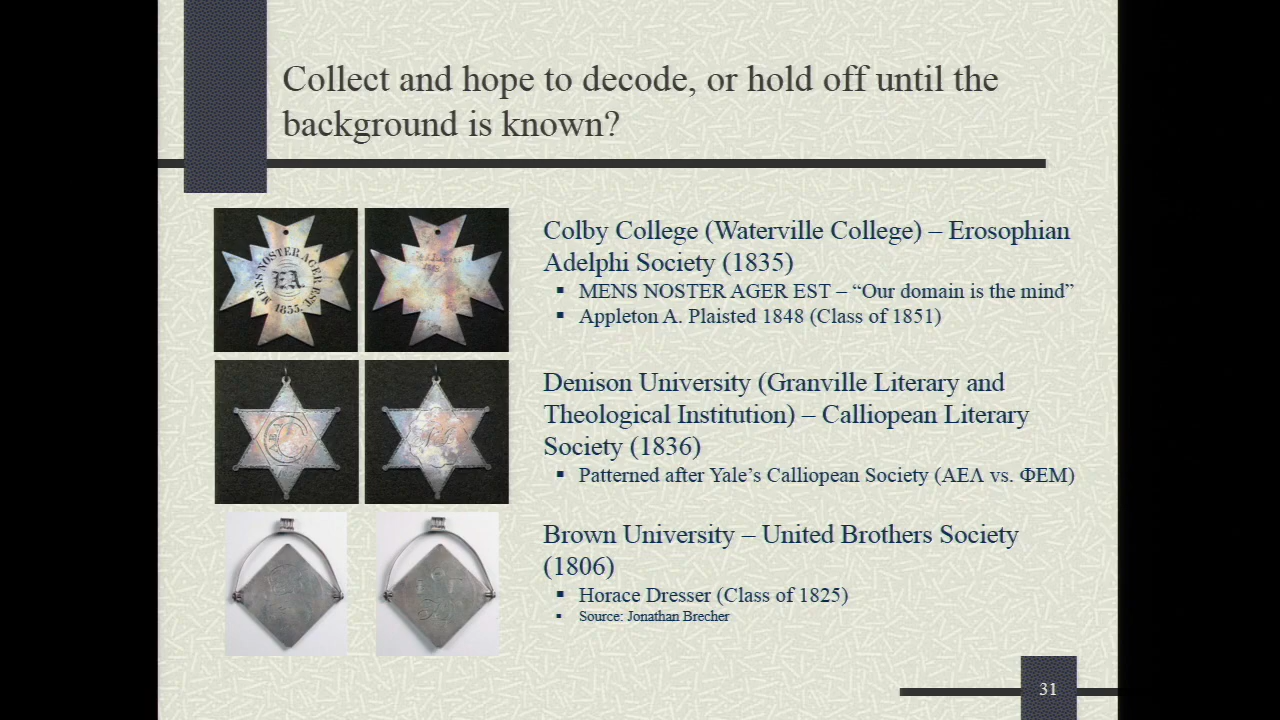 Collect and hope to decode, or hold off until the
background is known?
MENS NOSTER AGER EST
EA
1835.
Colby College (Waterville College) – Erosophian
Adelphi Society (1835)
▪ MENS NOSTER AGER EST – “Our domain is the mind”
▪ Appleton A. Plaisted 1848 (Class of 1851)
Denison University (Granville Literary and
Theological Institution) – Calliopean Literary
Society (1836)
▪ Patterned after Yale’s Calliopean Society (ΑΕΛ vs. ΦΕΜ)
Brown University – United Brothers Society
(1806)
▪ Horace Dresser (Class of 1825)
▪ Source: Jonathan Brecher
31